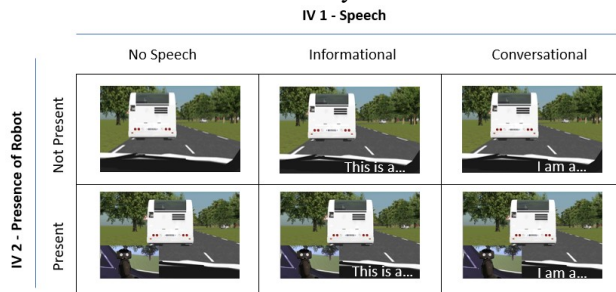 IV 1 - Speech
No Speech
Informational
Conversational
IV 2 - Presence of Robot
Not Present
This is a...
I am a...
Present
This is a...
I am a...